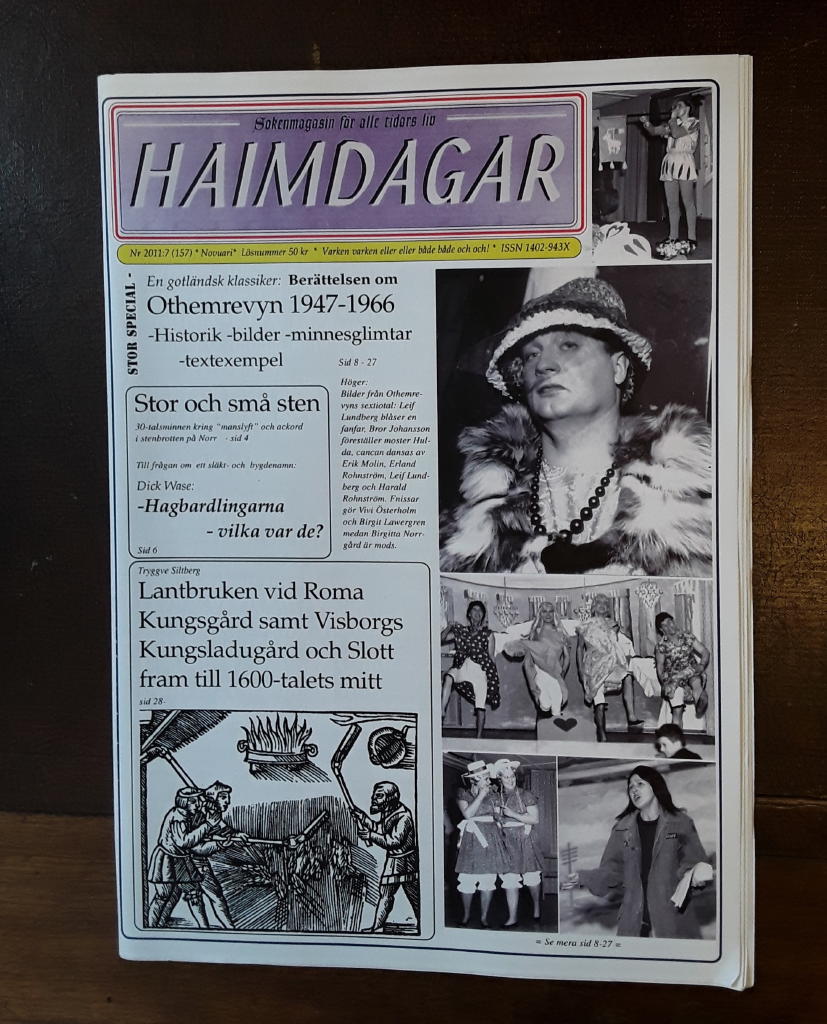 Sokenmagasin för alle tiders liv
HAIMDAGAR
Nr 2011:7 (157) * Novuari* Lösnummer 50 kr * Varken varken eller eller både både och och! * ISSN 1402-943X
STOR SPECIAL -
En gotländsk klassiker: Berättelsen om
Othemrevyn 1947-1966
-Historik -bilder -minnesglimtar
-textexempel
Sid 8 - 27
Stor och små sten
30-talsminnen kring "manslyft" och ackord
i stenbrotten på Norr - sid 4
Till frågan om ett släkt- och bygdenamn:
Dick Wase:
-Hagbardlingarna
- vilka var de?
Sid 6
Höger:
Bilder från Othemre-
vyns sextiotal: Leif
Lundberg blåser en
fanfar, Bror Johansson
föreställer moster Hul-
da, cancan dansas av
Erik Molin, Erland
Rohnström, Leif Lund-
berg och Harald
Rohnström. Fnissar
gör Vivi Österholm
och Birgit Lawergren
medan Birgitta Norr-
gård är mods.
Tryggve Siltberg
Lantbruken vid Roma
Kungsgård samt Visborgs
Kungsladugård och Slott
fram till 1600-talets mitt
sid 28-
= Se mera sid 8-27 =